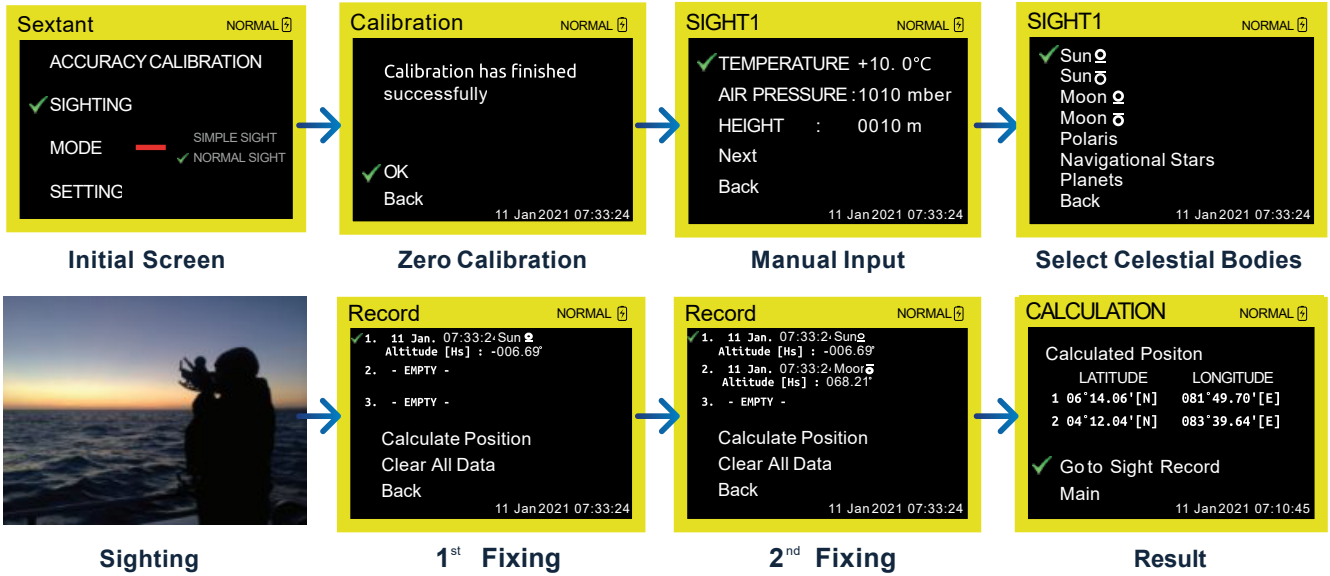 Sextant NORMAL
ACCURACY CALIBRATION
SIGHTING
MODE
SIMPLE SIGHT
NORMAL SIGHT
SETTING
Initial Screen
Calibration NORMAL
Calibration has finished
successfully
OK
Back
11 Jan 2021 07:33:24
Zero Calibration
SIGHT1 NORMAL
TEMPERATURE +10. 0°C
AIR PRESSURE : 1010 mber
HEIGHT : 0010 m
Next
Back
11 Jan 2021 07:33:24
Manual Input
SIGHT1 NORMAL
Sun
Sun
Moon
Moon
Polaris
Navigational Stars
Planets
Back
11 Jan 2021 07:33:24
Select Celestial Bodies
Sighting
Record NORMAL
1. 11 Jan. 07:33:2 Sun
Altitude [Hs] : -006.69°
2. - EMPTY -
3. - EMPTY -
Calculate Position
Clear All Data
Back
11 Jan 2021 07:33:24
1st Fixing
Record NORMAL
1. 11 Jan. 07:33:2 Sun
Altitude [Hs] : -006.69°
2. 11 Jan. 07:33:2 Moon
Altitude [Hs] : 068.21°
3. - EMPTY -
Calculate Position
Clear All Data
Back
11 Jan 2021 07:33:24
2nd Fixing
CALCULATION NORMAL
Calculated Positon
LATITUDE LONGITUDE
1 06°14.06'[N] 081°49.70'[E]
2 04°12.04'[N] 083°39.64'[E]
Go to Sight Record
Main
11 Jan 2021 07:10:45
Result